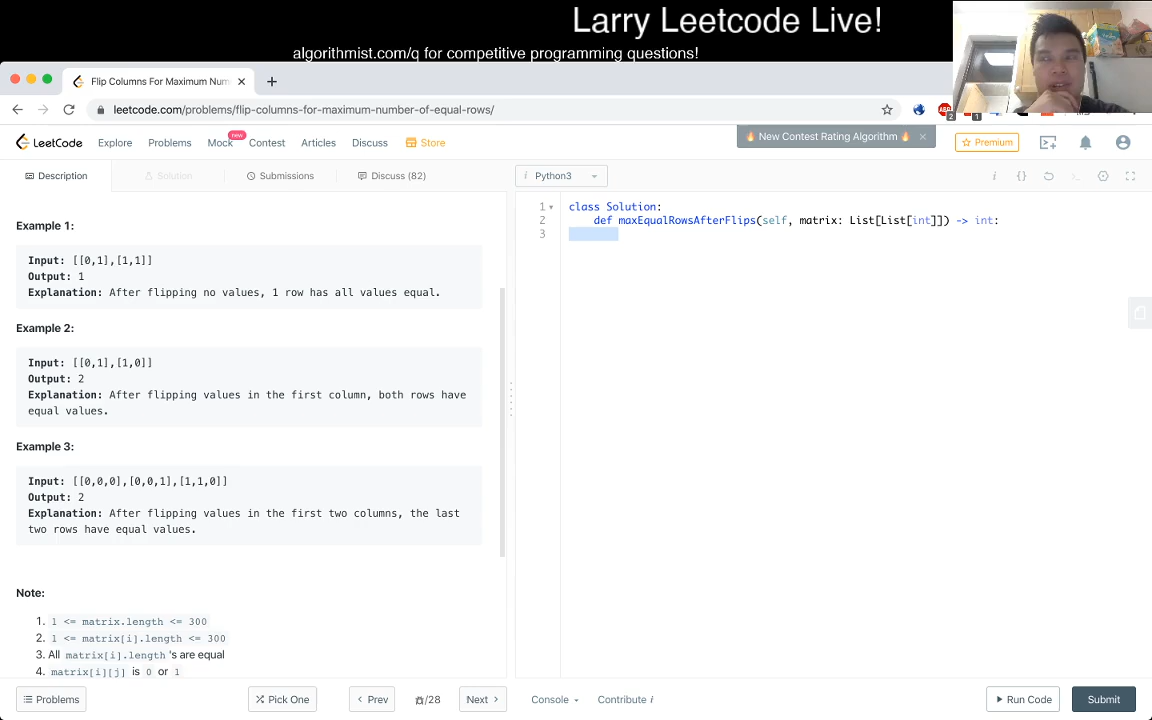 Larry Leetcode Live!
algorithmist.com/q for competitive programming questions!
Flip Columns For Maximum Num
leetcode.com/problems/flip-columns-for-maximum-number-of-equal-rows/
LeetCode Explore Problems Mock new Contest Articles Discuss Store
🔥 New Contest Rating Algorithm 🔥 ×
Premium
Description Solution Submissions Discuss (82)
i Python3
Example 1:
Input: [[0,1],[1,1]]
Output: 1
Explanation: After flipping no values, 1 row has all values equal.
Example 2:
Input: [[0,1],[1,0]]
Output: 2
Explanation: After flipping values in the first column, both rows have
equal values.
Example 3:
Input: [[0,0,0],[0,0,1],[1,1,0]]
Output: 2
Explanation: After flipping values in the first two columns, the last
two rows have equal values.
Note:
1. 1 <= matrix.length <= 300
2. 1 <= matrix[i].length <= 300
3. All matrix[i].length 's are equal
4. matrix[i][j] is 0 or 1
1 class Solution:
2 def maxEqualRowsAfterFlips(self, matrix: List[List[int]]) -> int:
3
Problems Pick One < Prev /28 Next > Console Contribute i Run Code Submit